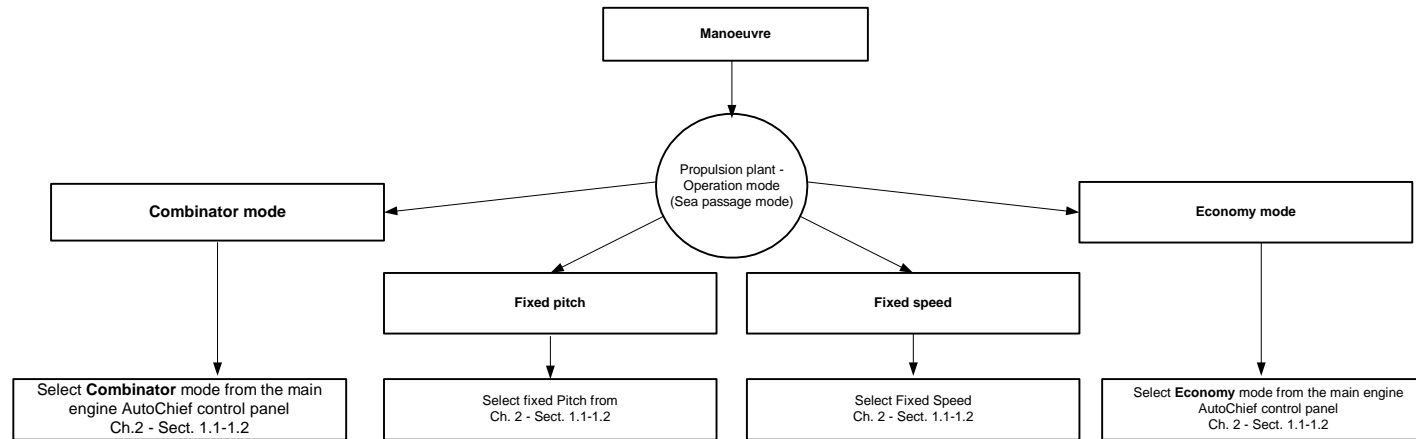 Manoeuvre
Propulsion plant -
Operation mode
(Sea passage mode)
Combinator mode
Economy mode
Fixed pitch
Fixed speed
Select Combinator mode from the main
engine AutoChief control panel
Ch.2 - Sect. 1.1-1.2
Select fixed Pitch from
Ch. 2 - Sect. 1.1-1.2
Select Fixed Speed
Ch. 2 - Sect. 1.1-1.2
Select Economy mode from the main engine
AutoChief control panel
Ch. 2 - Sect. 1.1-1.2